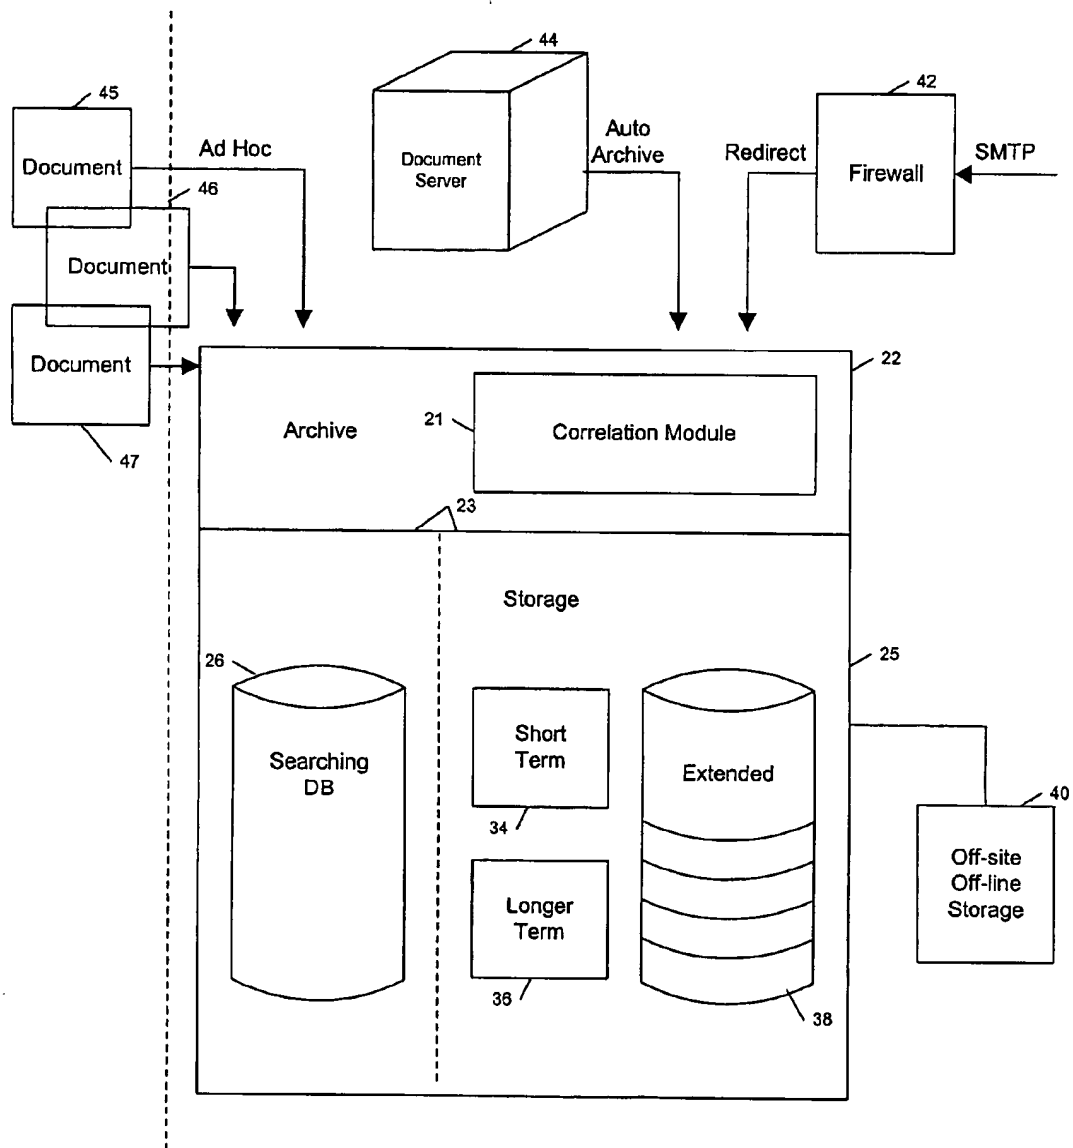 44
45
42
Document
Ad Hoc
Document
Server
Auto
Archive
Redirect
Firewall
SMTP
46
Document
Document
22
47
Archive
21
Correlation Module
23
Storage
26
25
Searching
DB
Short
Term
Extended
34
40
Longer
Term
Off-site
Off-line
Storage
36
38